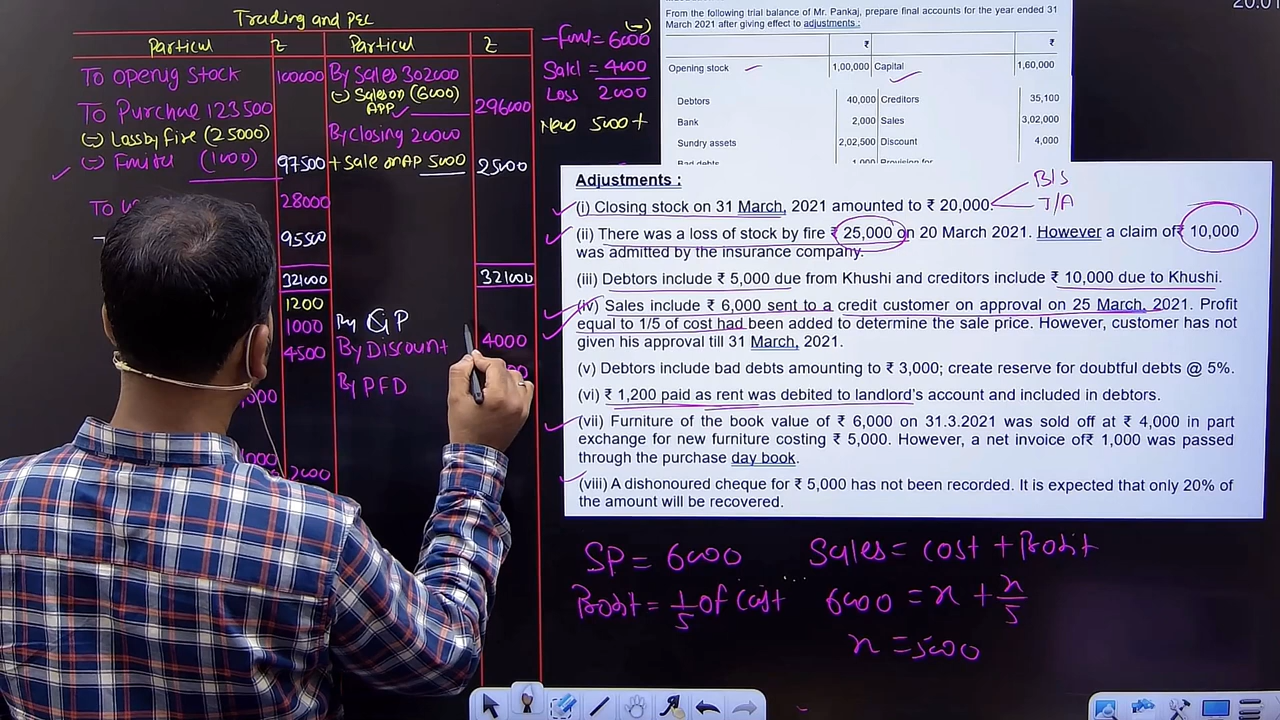 20:01
Trading and P&L
Particul ₹ Particul ₹
To Openig Stock 100000 By Sales 302000
(-) Sales on (6000)
APP 296000
To Purchase 123500
(-) Loss by fire (25000) By closing 20000
(-) Furnitu (1000) 97500 + Sale on AP 5000 25000
28000
95500
321000 321000
1200
1000 By GP
4500 By Discount 4000
By PFD
(-)
Furni = 6000
Sald = 4000
Loss 2000
New 5000+
From the following trial balance of Mr. Pankaj, prepare final accounts for the year ended 31
March 2021 after giving effect to adjustments :
₹ ₹
Opening stock 1,00,000 Capital 1,60,000
Debtors 40,000 Creditors 35,100
Bank 2,000 Sales 3,02,000
Sundry assets 2,02,500 Discount 4,000
Bad debts 1,000 Provision for
Adjustments :
B/S
T/A
(i) Closing stock on 31 March, 2021 amounted to ₹ 20,000.
(ii) There was a loss of stock by fire ₹ 25,000 on 20 March 2021. However a claim of₹ 10,000
was admitted by the insurance company.
(iii) Debtors include ₹ 5,000 due from Khushi and creditors include ₹ 10,000 due to Khushi.
(iv) Sales include ₹ 6,000 sent to a credit customer on approval on 25 March, 2021. Profit
equal to 1/5 of cost had been added to determine the sale price. However, customer has not
given his approval till 31 March, 2021.
(v) Debtors include bad debts amounting to ₹ 3,000; create reserve for doubtful debts @ 5%.
(vi) ₹ 1,200 paid as rent was debited to landlord's account and included in debtors.
(vii) Furniture of the book value of ₹ 6,000 on 31.3.2021 was sold off at ₹ 4,000 in part
exchange for new furniture costing ₹ 5,000. However, a net invoice of₹ 1,000 was passed
through the purchase day book.
(viii) A dishonoured cheque for ₹ 5,000 has not been recorded. It is expected that only 20% of
the amount will be recovered.
SP = 6000 Sales = Cost + Profit
Profit = 1/5 of Cost 6000 = x + x/5
x = 5000